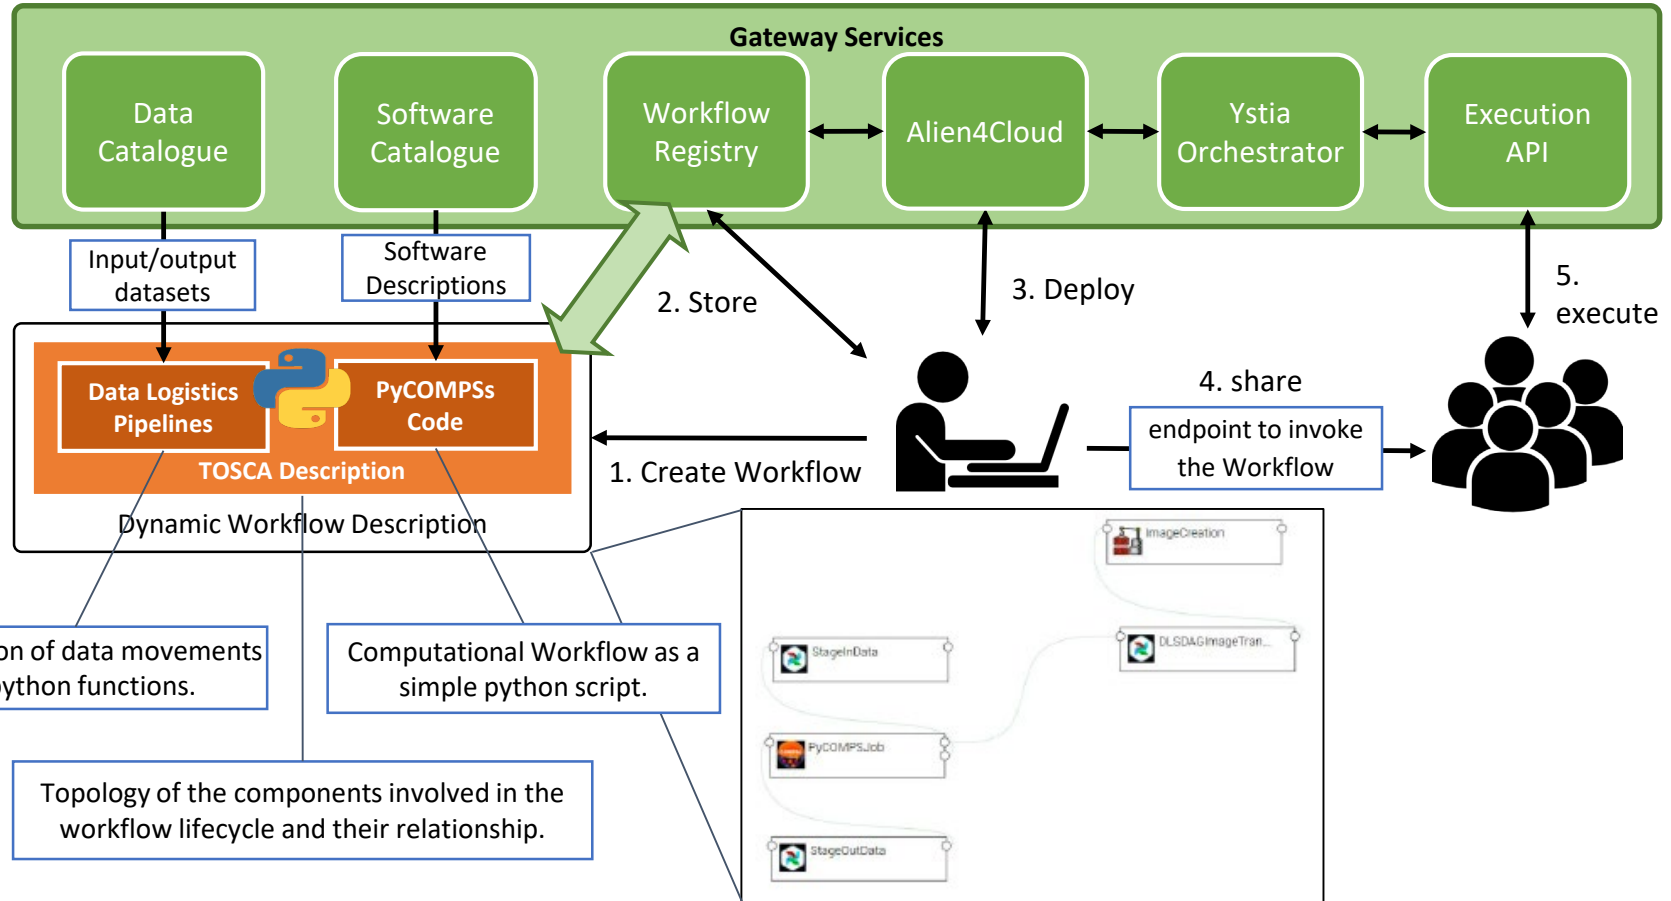 Gateway Services
Data
Catalogue
Software
Catalogue
Workflow
Registry
Alien4Cloud
Ystia
Orchestrator
Execution
API
Input/output
datasets
Software
Descriptions
2. Store
3. Deploy
5.
execute
Data Logistics
Pipelines
PyCOMPSs
Code
TOSCA Description
Dynamic Workflow Description
1. Create Workflow
4. share
endpoint to invoke
the Workflow
on of data movements
ython functions.
Computational Workflow as a
simple python script.
Topology of the components involved in the
workflow lifecycle and their relationship.
ImageCreation
DLSDAGImageTran...
StageInData
PyCOMPSJob
StageOutData